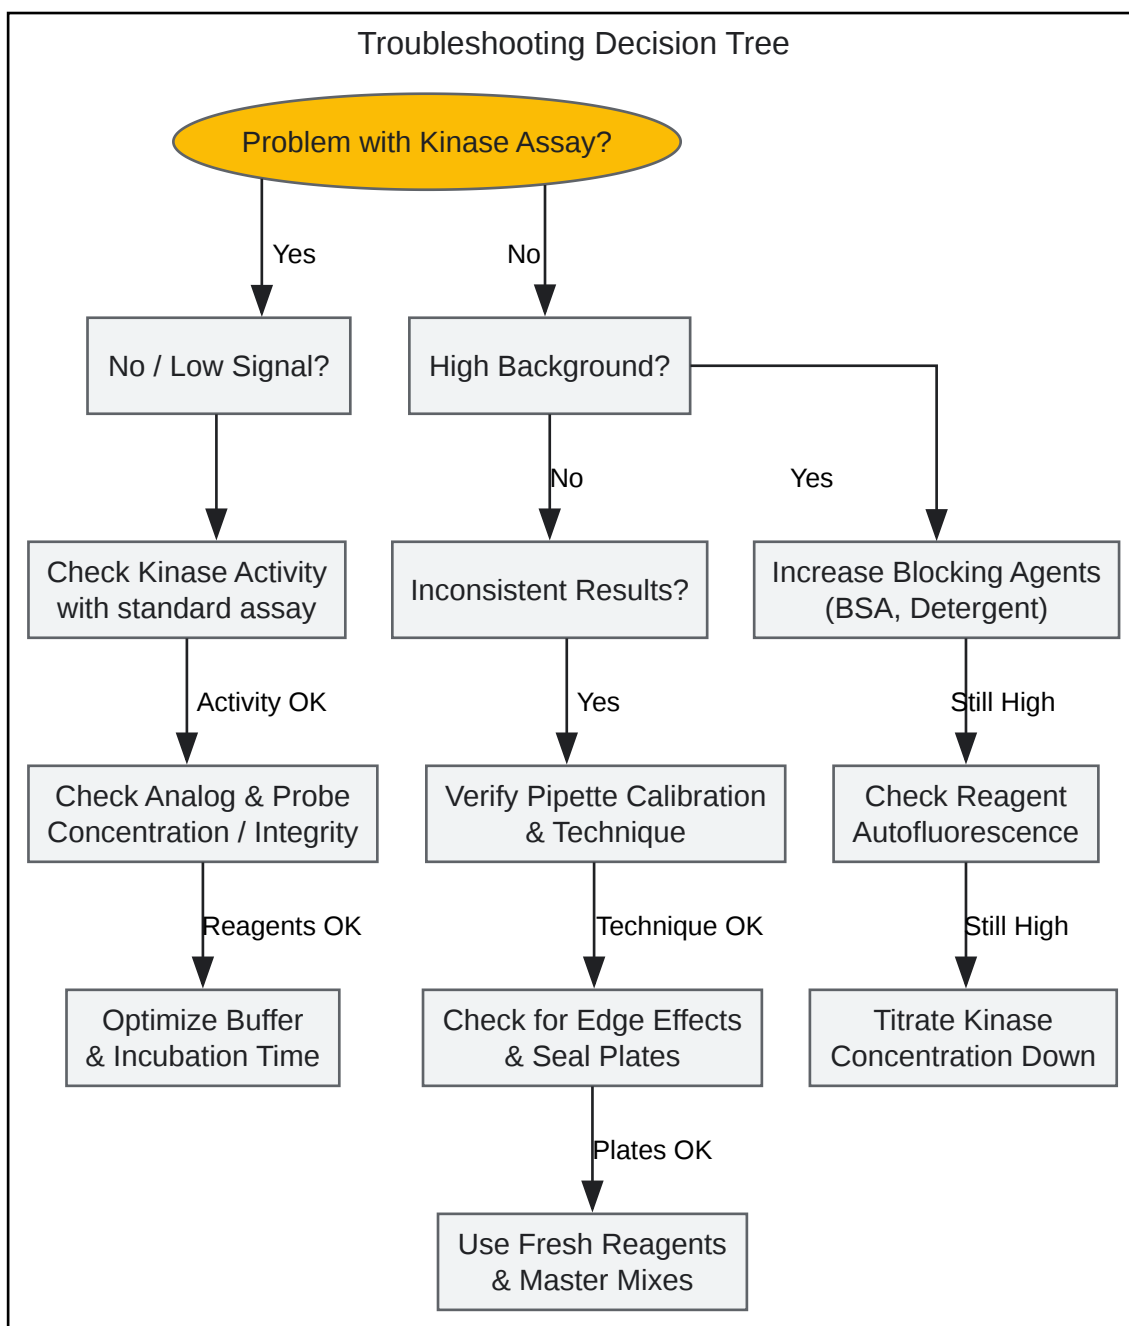 Troubleshooting Decision Tree
Problem with Kinase Assay?
Yes
No
No / Low Signal?
High Background?
No
Yes
Check Kinase Activity
with standard assay
Inconsistent Results?
Increase Blocking Agents
(BSA, Detergent)
Activity OK
Yes
Still High
Check Analog & Probe
Concentration / Integrity
Verify Pipette Calibration
& Technique
Check Reagent
Autofluorescence
Reagents OK
Technique OK
Still High
Optimize Buffer
& Incubation Time
Check for Edge Effects
& Seal Plates
Titrate Kinase
Concentration Down
Plates OK
Use Fresh Reagents
& Master Mixes